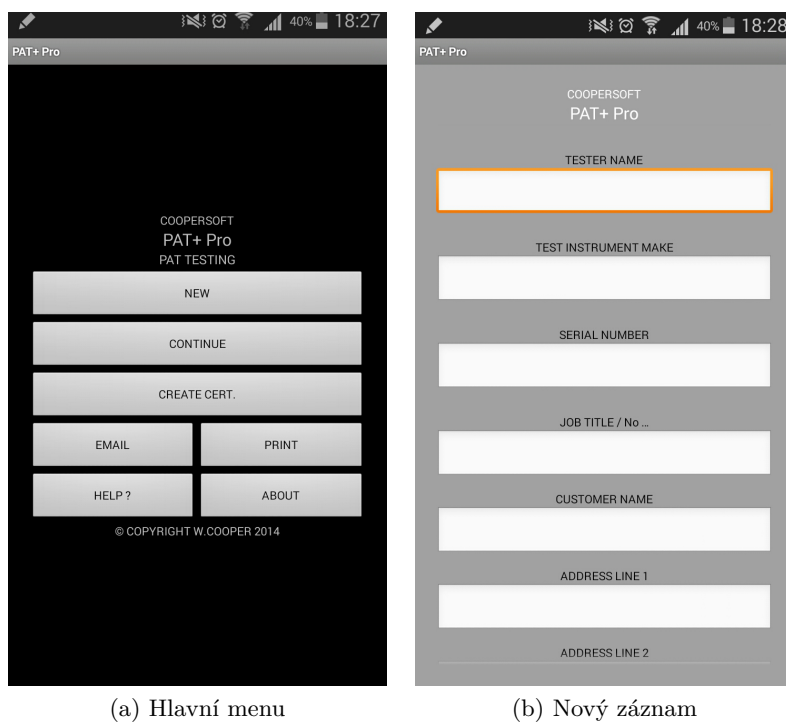 40% 18:27
PAT+ Pro
COOPERSOFT
PAT+ Pro
PAT TESTING
NEW
CONTINUE
CREATE CERT.
EMAIL PRINT
HELP ? ABOUT
© COPYRIGHT W.COOPER 2014
(a) Hlavní menu
40% 18:28
PAT+ Pro
COOPERSOFT
PAT+ Pro
TESTER NAME
TEST INSTRUMENT MAKE
SERIAL NUMBER
JOB TITLE / No ...
CUSTOMER NAME
ADDRESS LINE 1
ADDRESS LINE 2
(b) Nový záznam